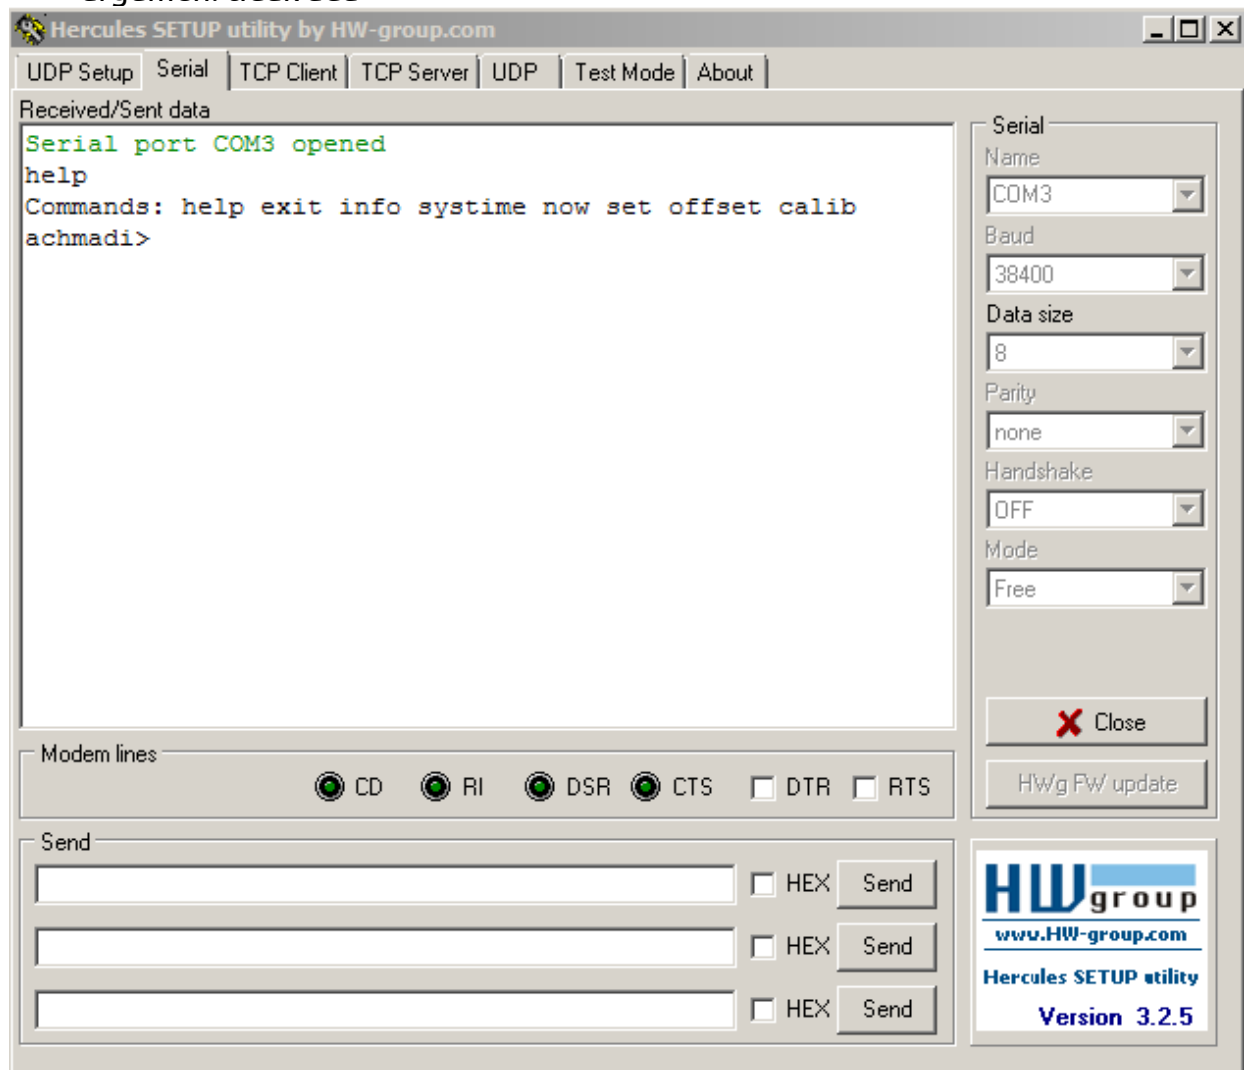 Hercules SETUP utility by HW-group.com
UDP Setup Serial TCP Client TCP Server UDP Test Mode About
Received/Sent data
Serial port COM3 opened
help
Commands: help exit info systime now set offset calib
achmadi>
Serial
Name
COM3
Baud
38400
Data size
8
Parity
none
Handshake
OFF
Mode
Free
Close
HWg FW update
Modem lines
CD RI DSR CTS DTR RTS
Send
HEX Send
HEX Send
HEX Send
HW group
www.HW-group.com
Hercules SETUP utility
Version 3.2.5